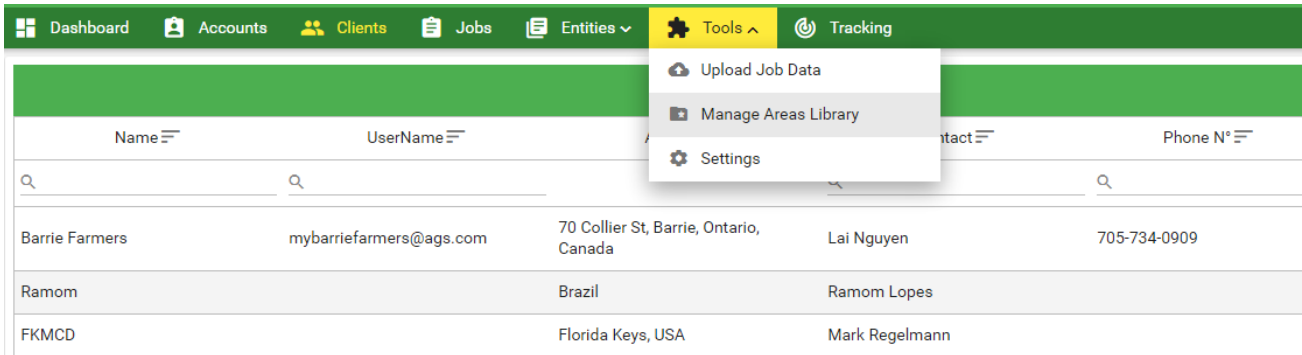 Dashboard Accounts Clients Jobs Entities Tools Tracking
Upload Job Data
Manage Areas Library
Settings
Name UserName ntact Phone N°
Barrie Farmers mybarriefarmers@ags.com 70 Collier St, Barrie, Ontario, Canada Lai Nguyen 705-734-0909
Ramom Brazil Ramom Lopes
FKMCD Florida Keys, USA Mark Regelmann